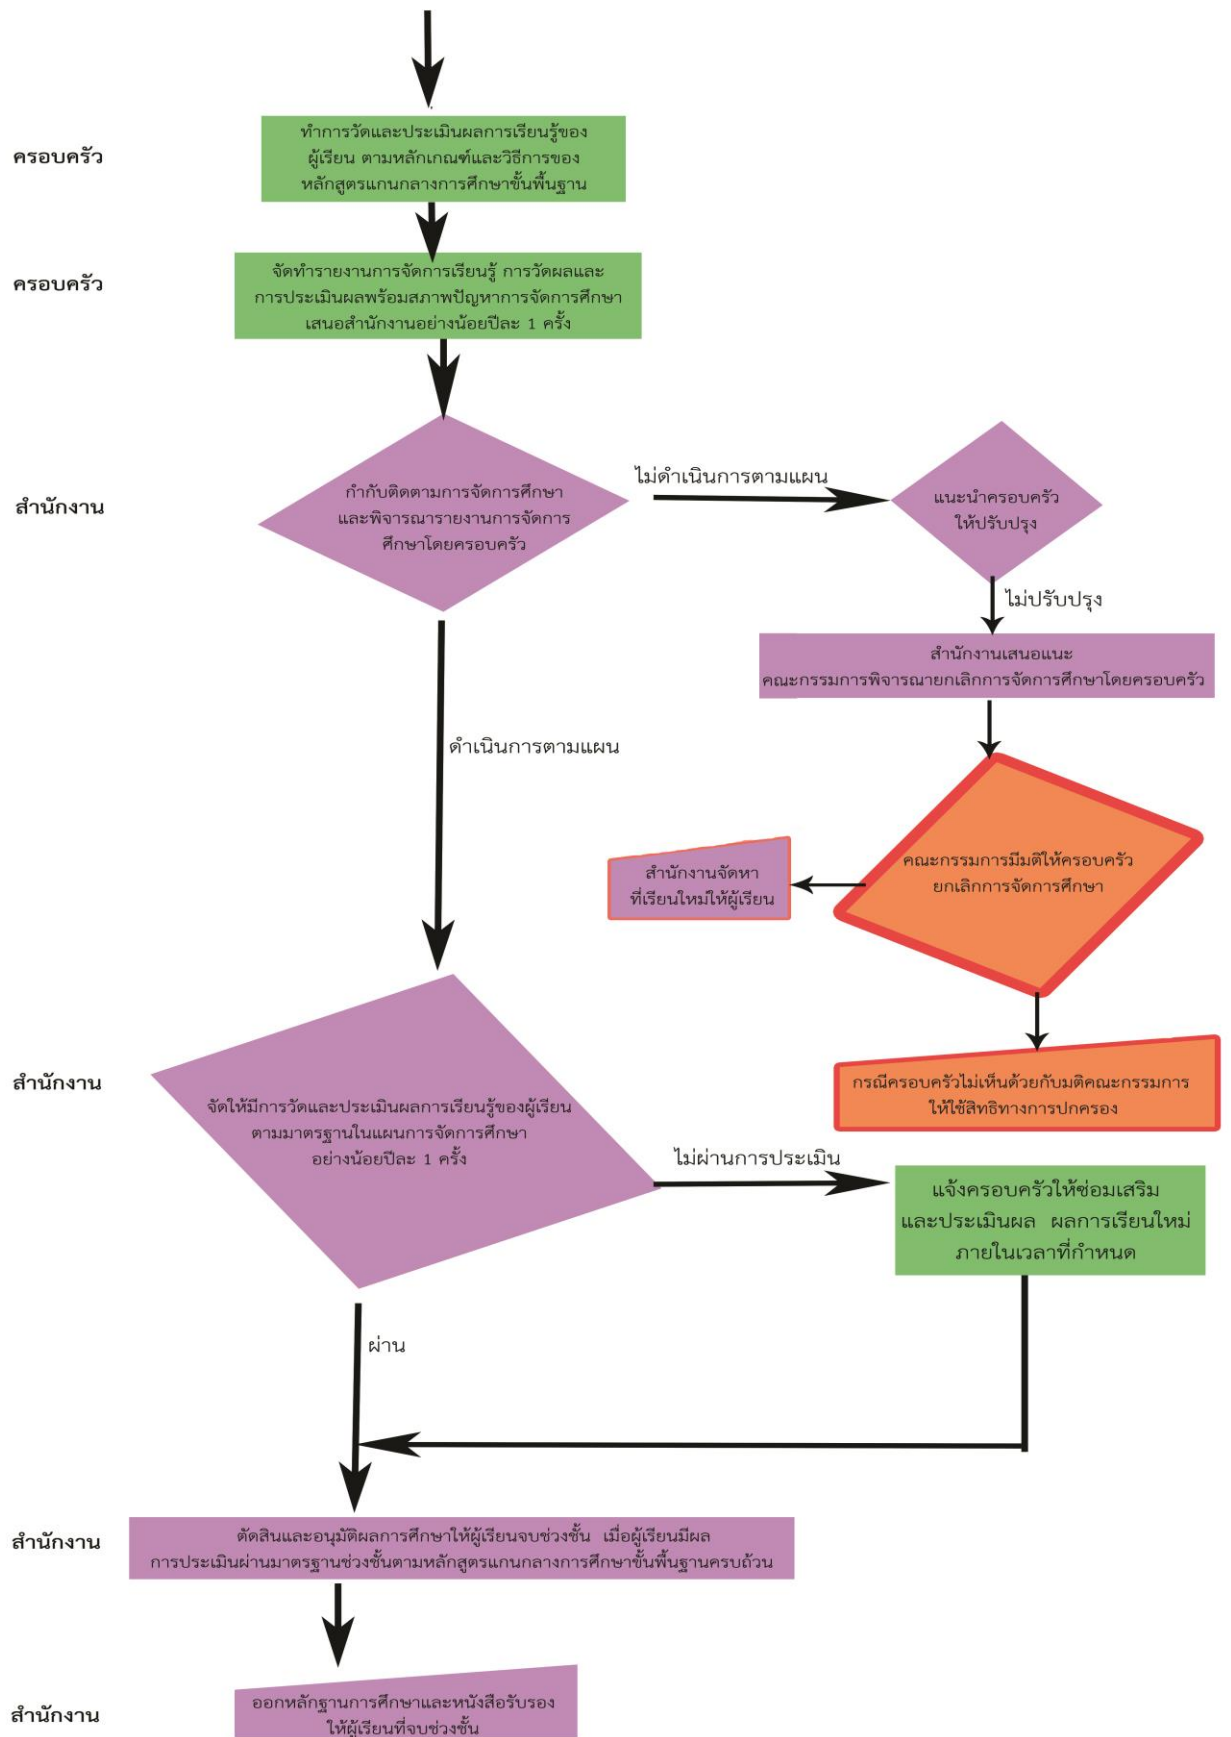 ครอบครัว
ทำการวัดและประเมินผลการเรียนรู้ของ
ผู้เรียน ตามหลักเกณฑ์และวิธีการของ
หลักสูตรแกนกลางการศึกษาขั้นพื้นฐาน
ครอบครัว
จัดทำรายงานการจัดการเรียนรู้ การวัดผลและ
การประเมินผลพร้อมสภาพปัญหาการจัดการศึกษา
เสนอสำนักงานอย่างน้อยปีละ 1 ครั้ง
สำนักงาน
กำกับติดตามการจัดการศึกษา
และพิจารณารายงานการจัดการ
ศึกษาโดยครอบครัว
ไม่ดำเนินการตามแผน
แนะนำครอบครัว
ให้ปรับปรุง
ไม่ปรับปรุง
สำนักงานเสนอแนะ
คณะกรรมการพิจารณายกเลิกการจัดการศึกษาโดยครอบครัว
ดำเนินการตามแผน
คณะกรรมการมีมติให้ครอบครัว
ยกเลิกการจัดการศึกษา
สำนักงานจัดหา
ที่เรียนใหม่ให้ผู้เรียน
กรณีครอบครัวไม่เห็นด้วยกับมติคณะกรรมการ
ให้ใช้สิทธิทางการปกครอง
สำนักงาน
จัดให้มีการวัดและประเมินผลการเรียนรู้ของผู้เรียน
ตามมาตรฐานในแผนการจัดการศึกษา
อย่างน้อยปีละ 1 ครั้ง
ไม่ผ่านการประเมิน
แจ้งครอบครัวให้ซ่อมเสริม
และประเมินผล ผลการเรียนใหม่
ภายในเวลาที่กำหนด
ผ่าน
สำนักงาน
ตัดสินและอนุมัติผลการศึกษาให้ผู้เรียนจบช่วงชั้น เมื่อผู้เรียนมีผล
การประเมินผ่านมาตรฐานช่วงชั้นตามหลักสูตรแกนกลางการศึกษาขั้นพื้นฐานครบถ้วน
สำนักงาน
ออกหลักฐานการศึกษาและหนังสือรับรอง
ให้ผู้เรียนที่จบช่วงชั้น